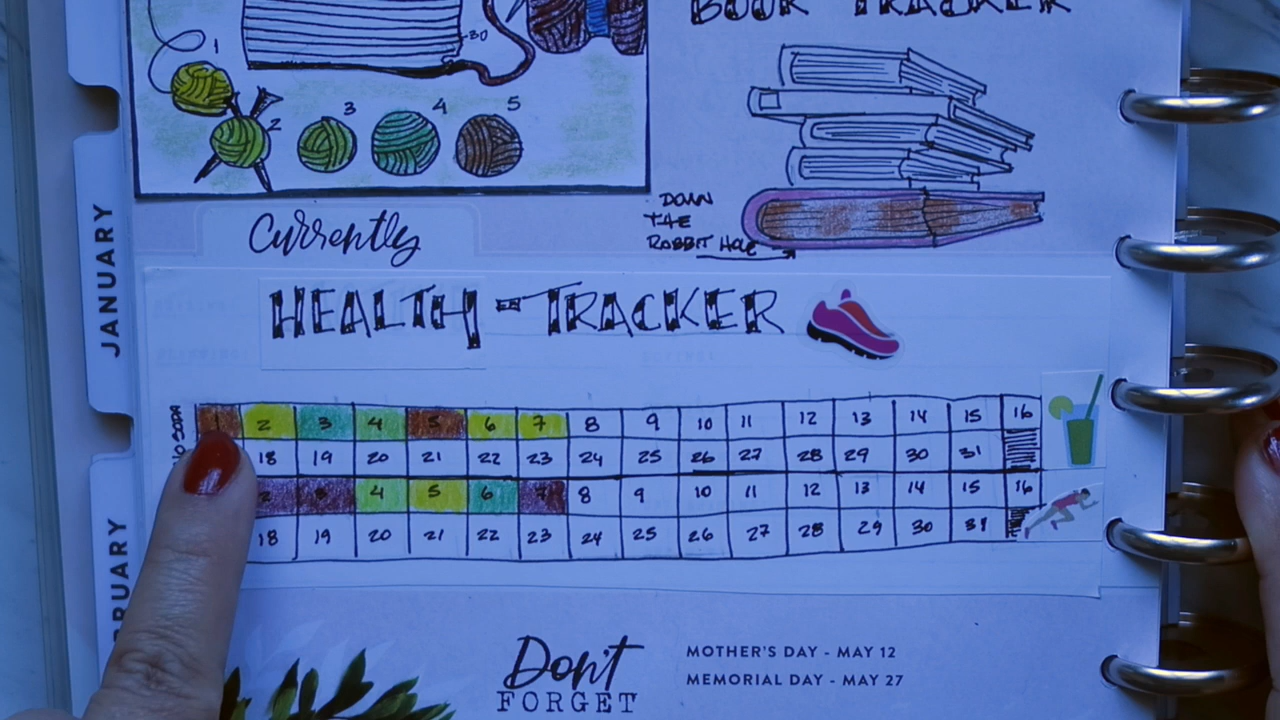 BOOK TRACKER
1
30
2 3 4 5
DOWN
THE
RABBIT HOLE
JANUARY
Currently
HEALTH-TRACKER
1 2 3 4 5 6 7 8 9 10 11 12 13 14 15 16
18 19 20 21 22 23 24 25 26 27 28 29 30 31
2 3 4 5 6 7 8 9 10 11 12 13 14 15 16
18 19 20 21 22 23 24 25 26 27 28 29 30 31
Don't
FORGET
MOTHER'S DAY - MAY 12
MEMORIAL DAY - MAY 27